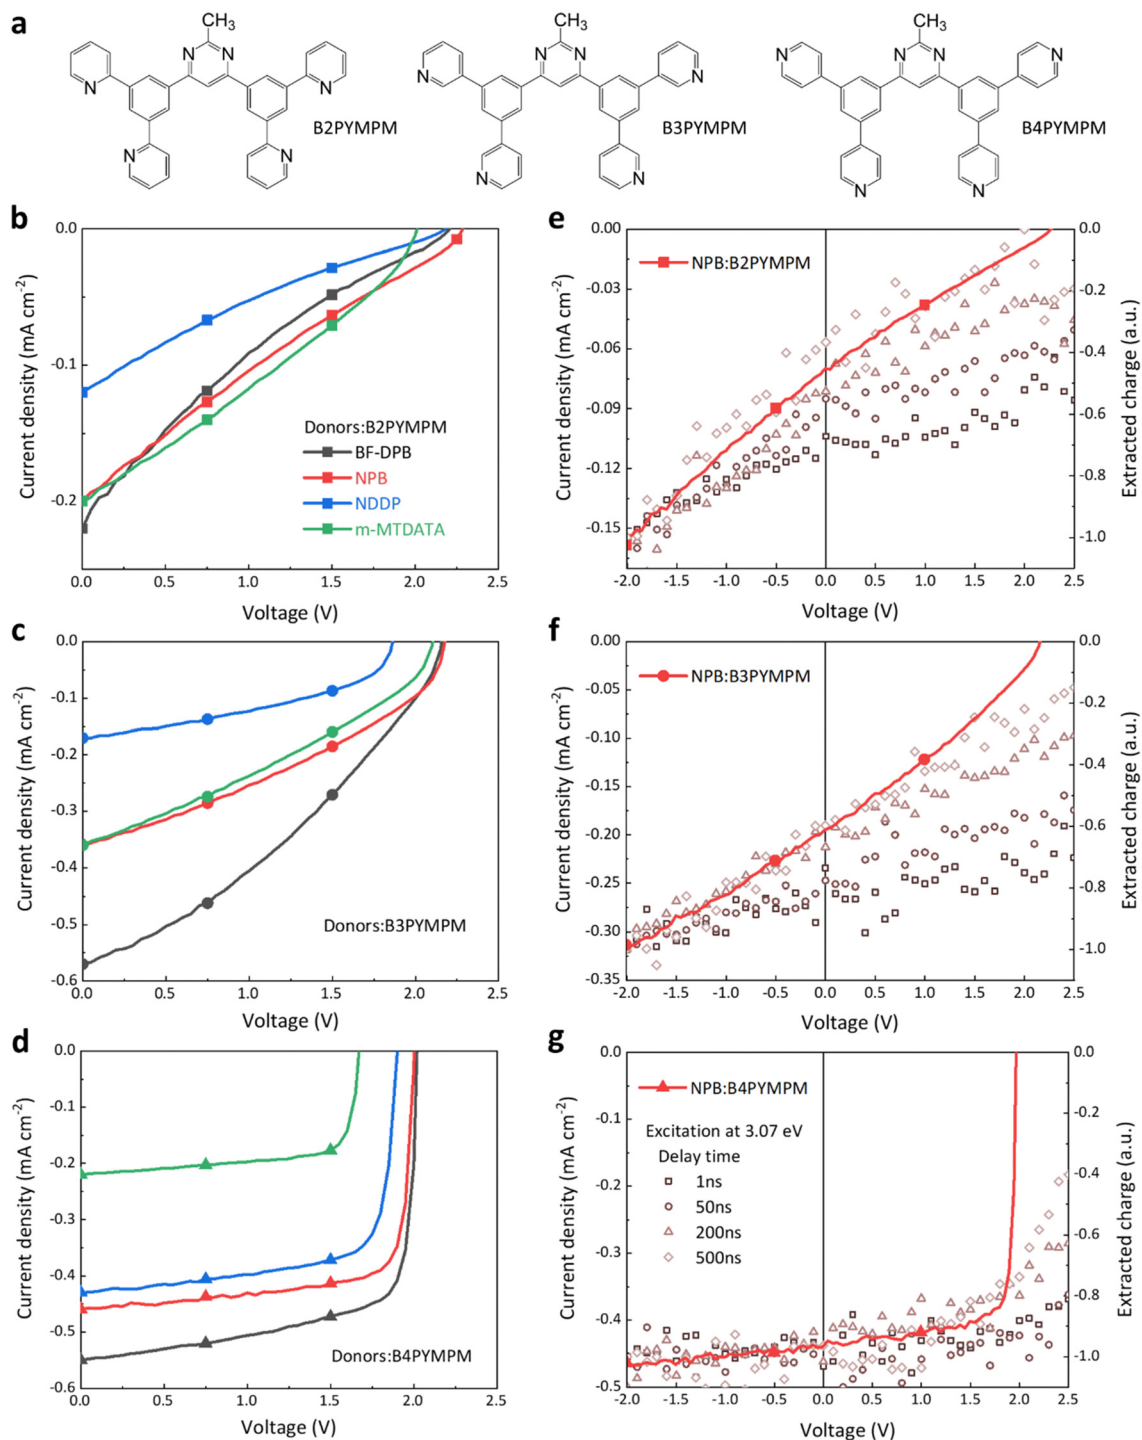 a
CH3
N N
N N
N N
B2PYMPM
CH3
N N
N N
N N
B3PYMPM
CH3
N N
N N
N N
B4PYMPM
b
0.0
-0.1
-0.2
Current density (mA cm-2)
Donors:B2PYMPM
BF-DPB
NPB
NDDP
m-MTDATA
0.0 0.5 1.0 1.5 2.0 2.5
Voltage (V)
e
0.00
-0.03
-0.06
-0.09
-0.12
-0.15
Current density (mA cm-2)
NPB:B2PYMPM
0.0
-0.2
-0.4
-0.6
-0.8
-1.0
Extracted charge (a.u.)
-2.0 -1.5 -1.0 -0.5 0.0 0.5 1.0 1.5 2.0 2.5
Voltage (V)
c
0.0
-0.1
-0.2
-0.3
-0.4
-0.5
-0.6
Current density (mA cm-2)
Donors:B3PYMPM
0.0 0.5 1.0 1.5 2.0 2.5
Voltage (V)
f
0.00
-0.05
-0.10
-0.15
-0.20
-0.25
-0.30
-0.35
Current density (mA cm-2)
NPB:B3PYMPM
0.0
-0.2
-0.4
-0.6
-0.8
-1.0
Extracted charge (a.u.)
-2.0 -1.5 -1.0 -0.5 0.0 0.5 1.0 1.5 2.0 2.5
Voltage (V)
d
0.0
-0.1
-0.2
-0.3
-0.4
-0.5
-0.6
Current density (mA cm-2)
Donors:B4PYMPM
0.0 0.5 1.0 1.5 2.0 2.5
Voltage (V)
g
0.0
-0.1
-0.2
-0.3
-0.4
-0.5
Current density (mA cm-2)
NPB:B4PYMPM
Excitation at 3.07 eV
Delay time
1ns
50ns
200ns
500ns
0.0
-0.2
-0.4
-0.6
-0.8
-1.0
Extracted charge (a.u.)
-2.0 -1.5 -1.0 -0.5 0.0 0.5 1.0 1.5 2.0 2.5
Voltage (V)